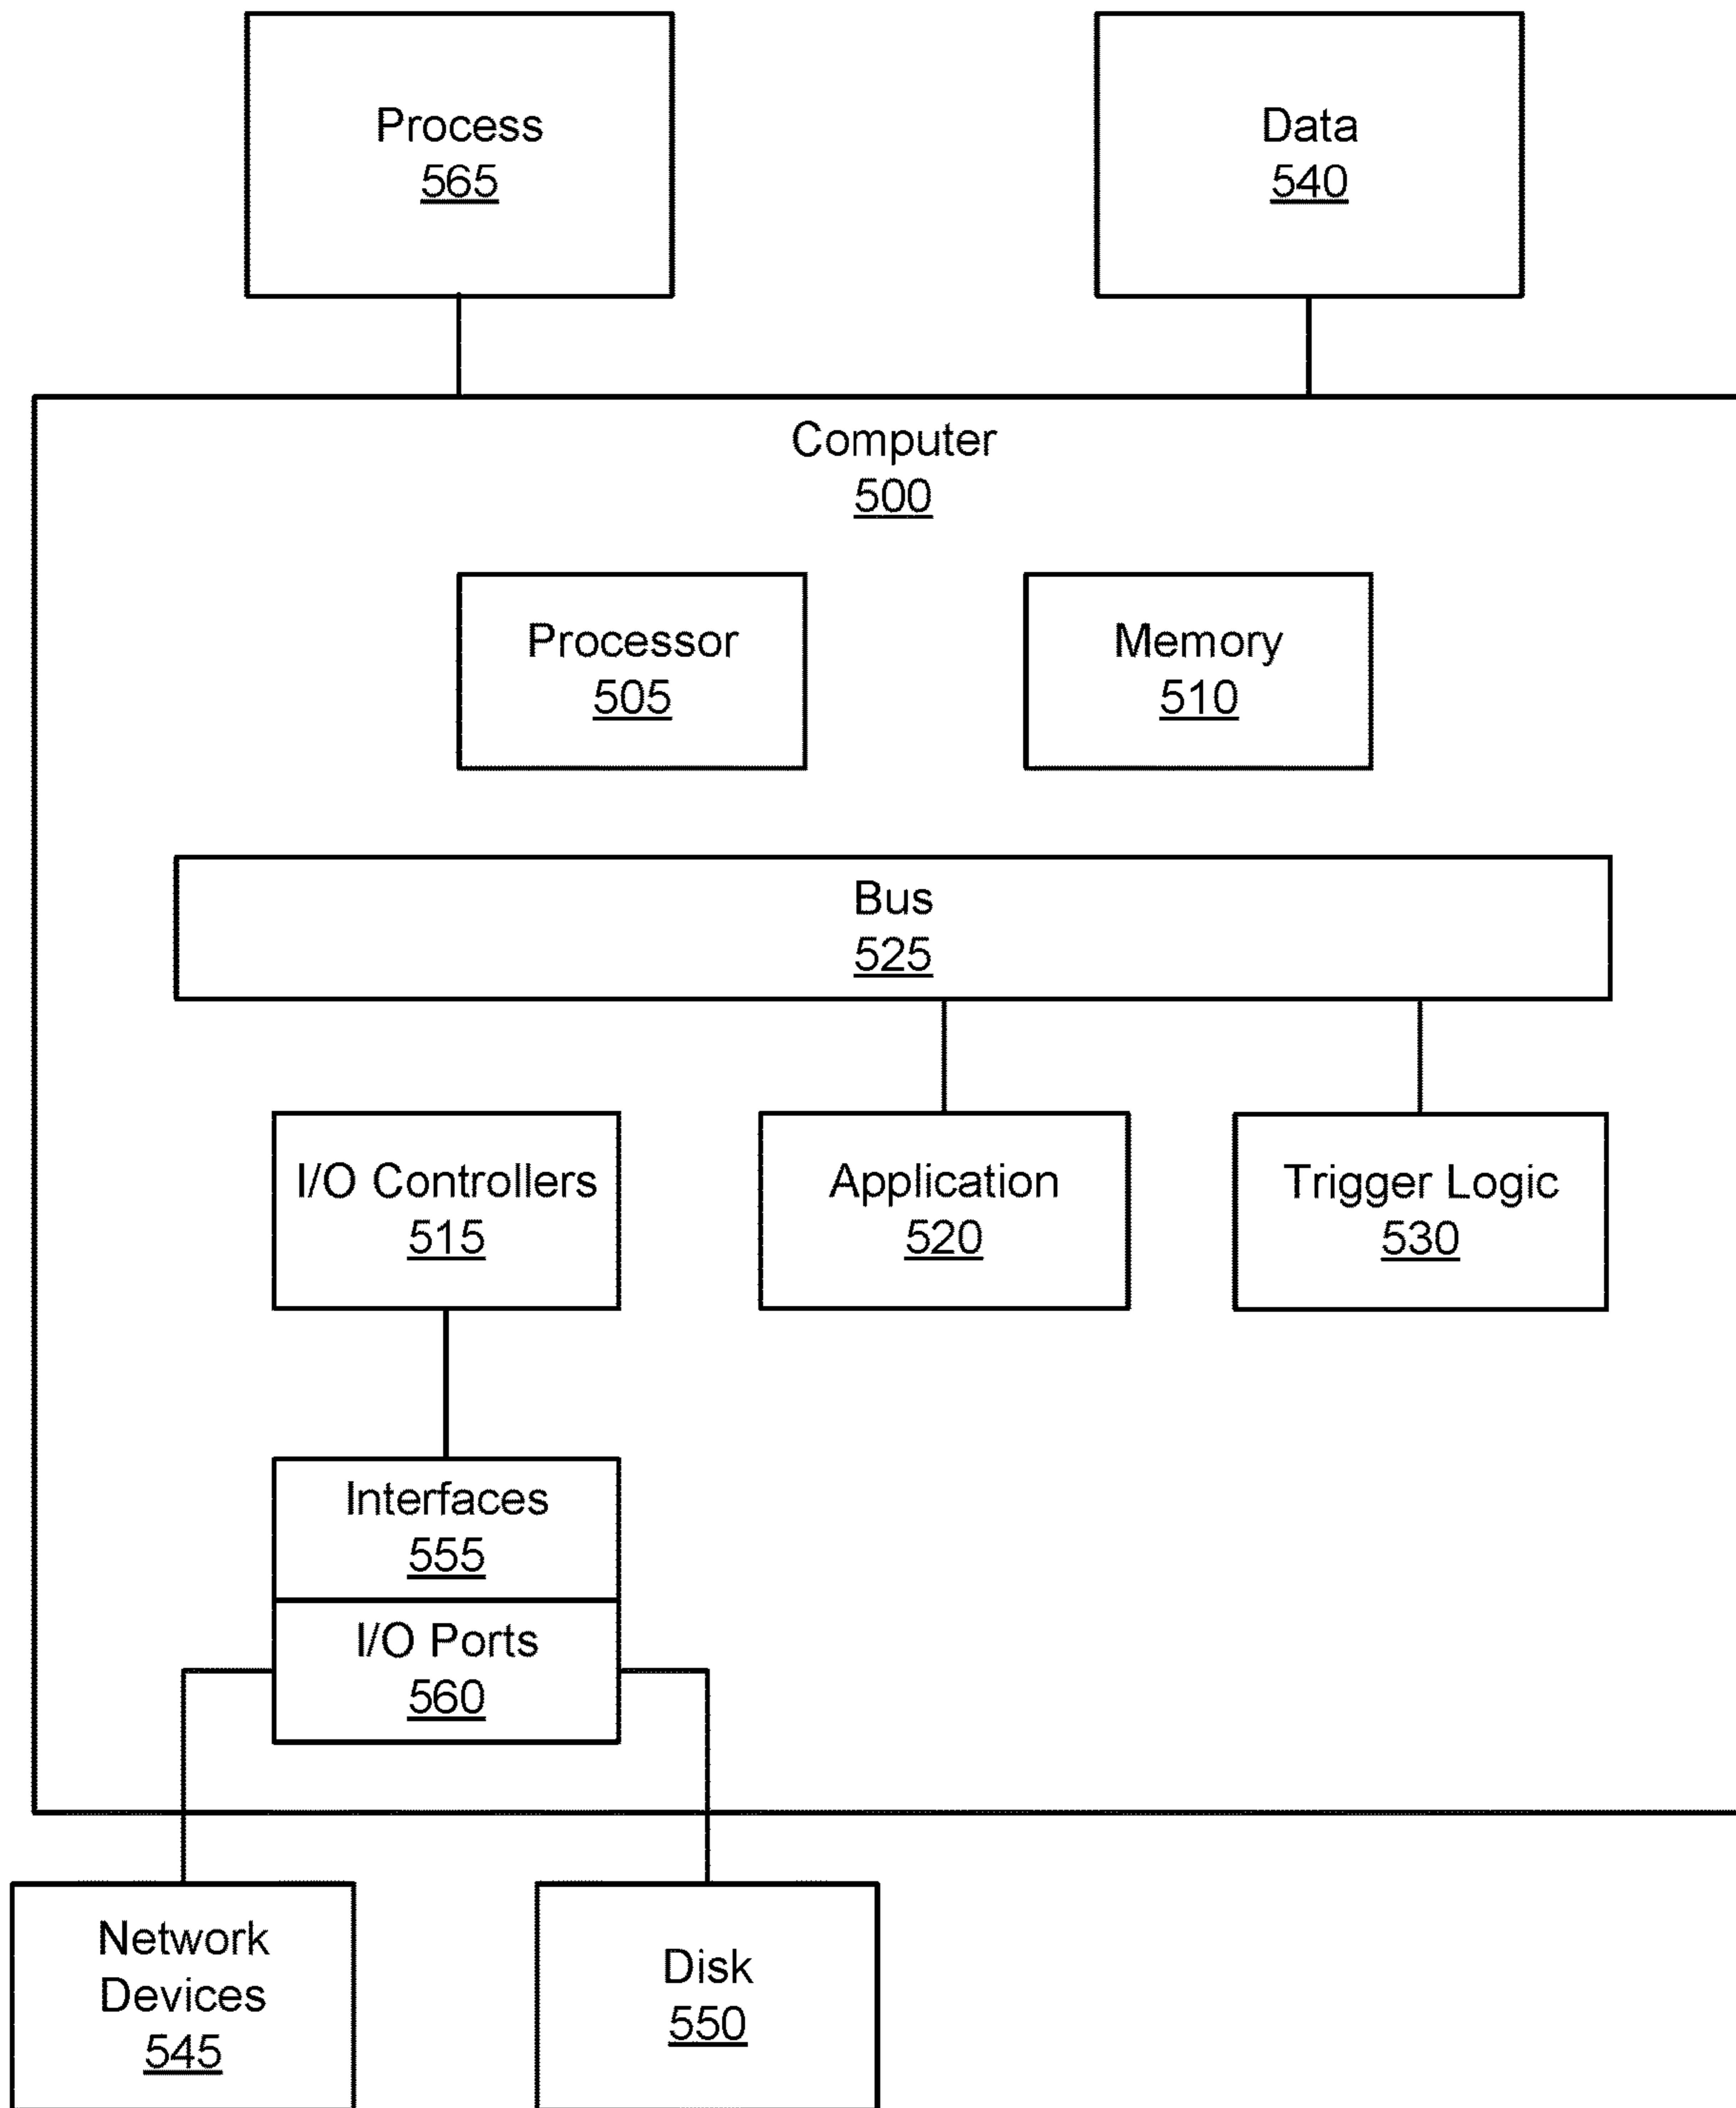 Process
565
Data
540
Computer
500
Processor
505
Memory
510
Bus
525
I/O Controllers
515
Application
520
Trigger Logic
530
Interfaces
555
I/O Ports
560
Network
Devices
545
Disk
550